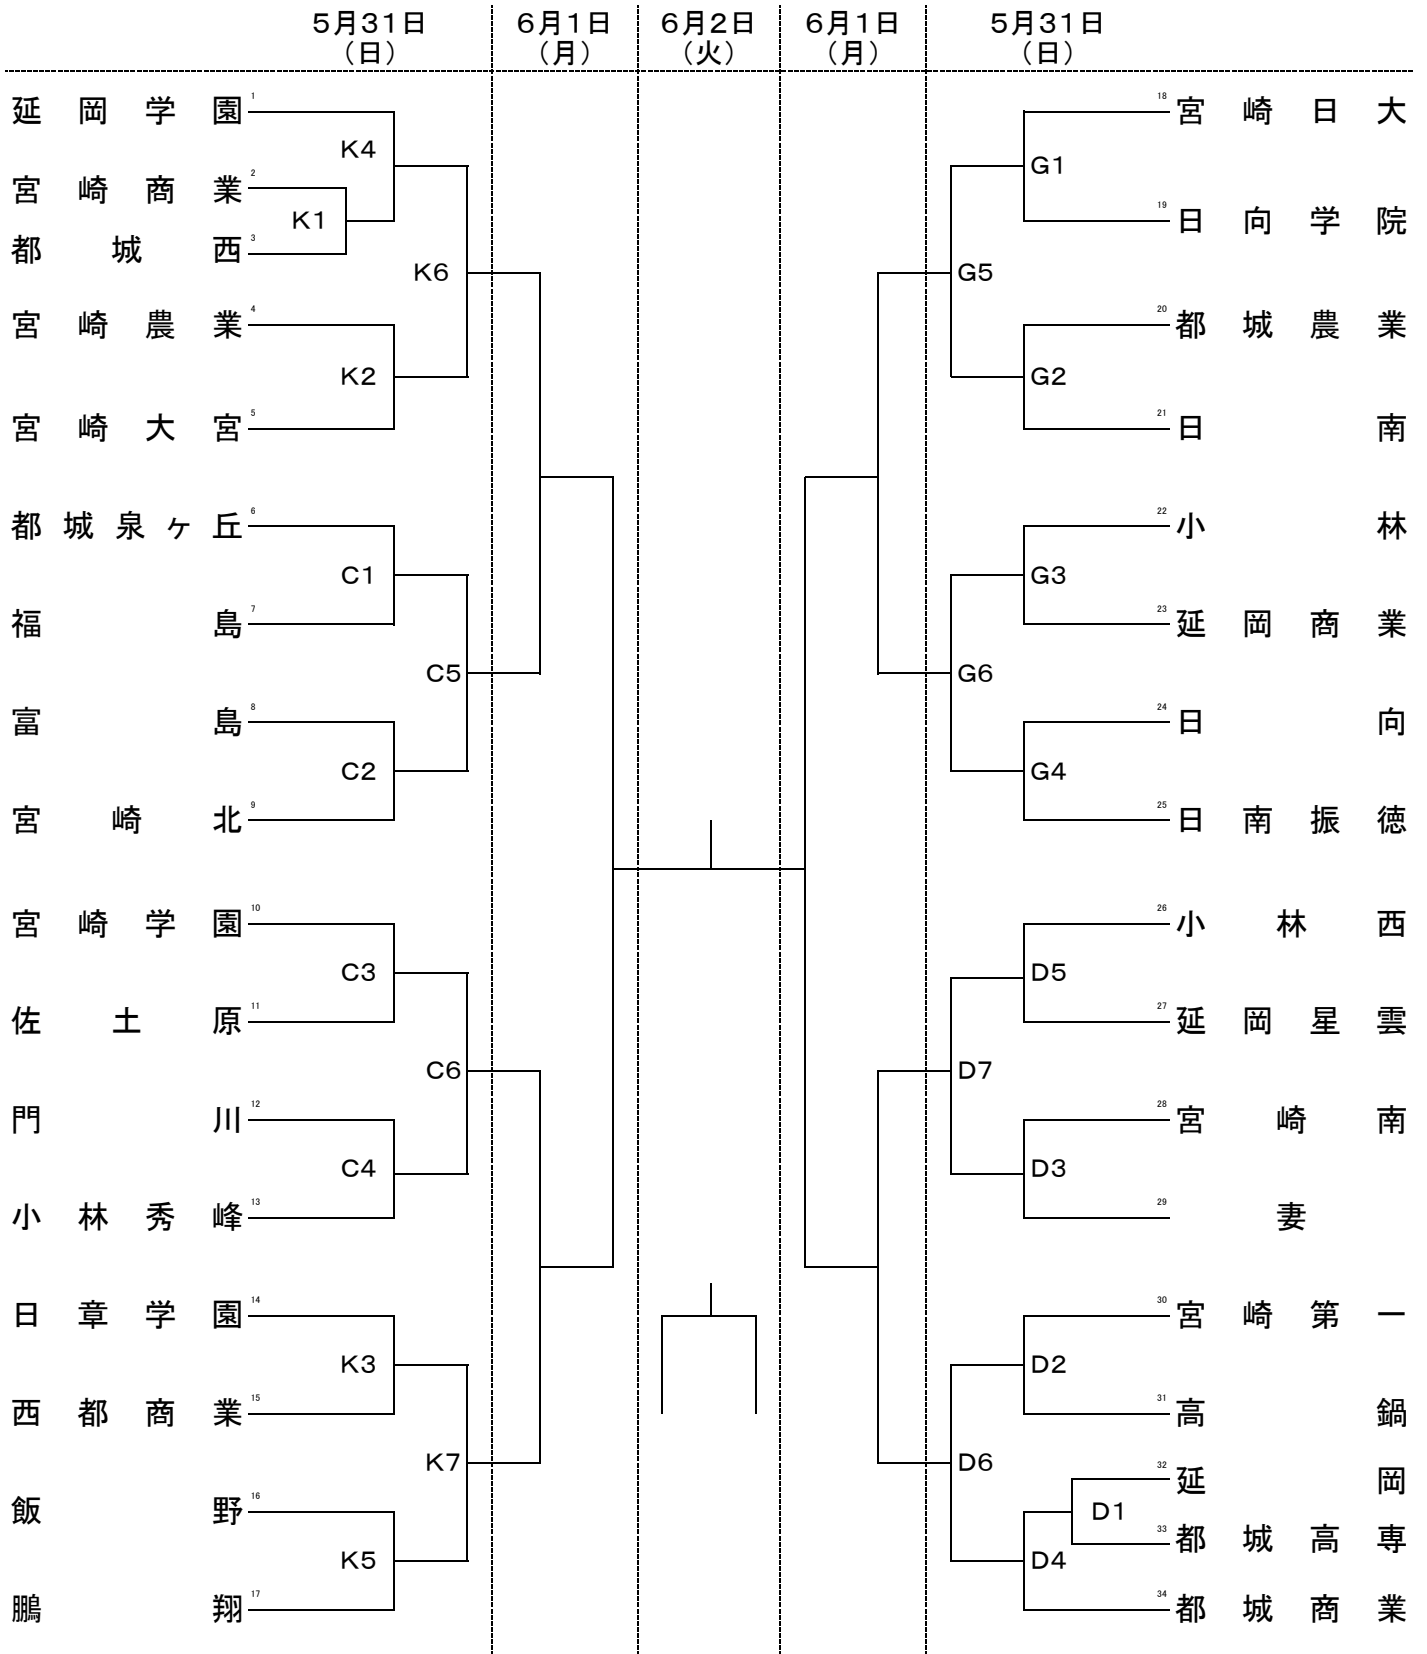 5月31日 6月1日 6月2日 6月1日 5月31日
（日） （月） （火） （月） （日）
1 延岡学園
K4
2 宮崎商業
K1
3 都城西
K6
4 宮崎農業
K2
5 宮崎大宮
6 都城泉ヶ丘
C1
7 福島
C5
8 富島
C2
9 宮崎北
10 宮崎学園
C3
11 佐土原
C6
12 門川
C4
13 小林秀峰
14 日章学園
K3
15 西都商業
K7
16 飯野
K5
17 鵬翔
18 宮崎日大
G1
19 日向学院
G5
20 都城農業
G2
21 日南
22 小林
G3
23 延岡商業
G6
24 日向
G4
25 日南振徳
26 小林西
D5
27 延岡星雲
D7
28 宮崎南
D3
29 妻
30 宮崎第一
D2
31 高鍋
D6
32 延岡
D1
33 都城高専
D4
34 都城商業